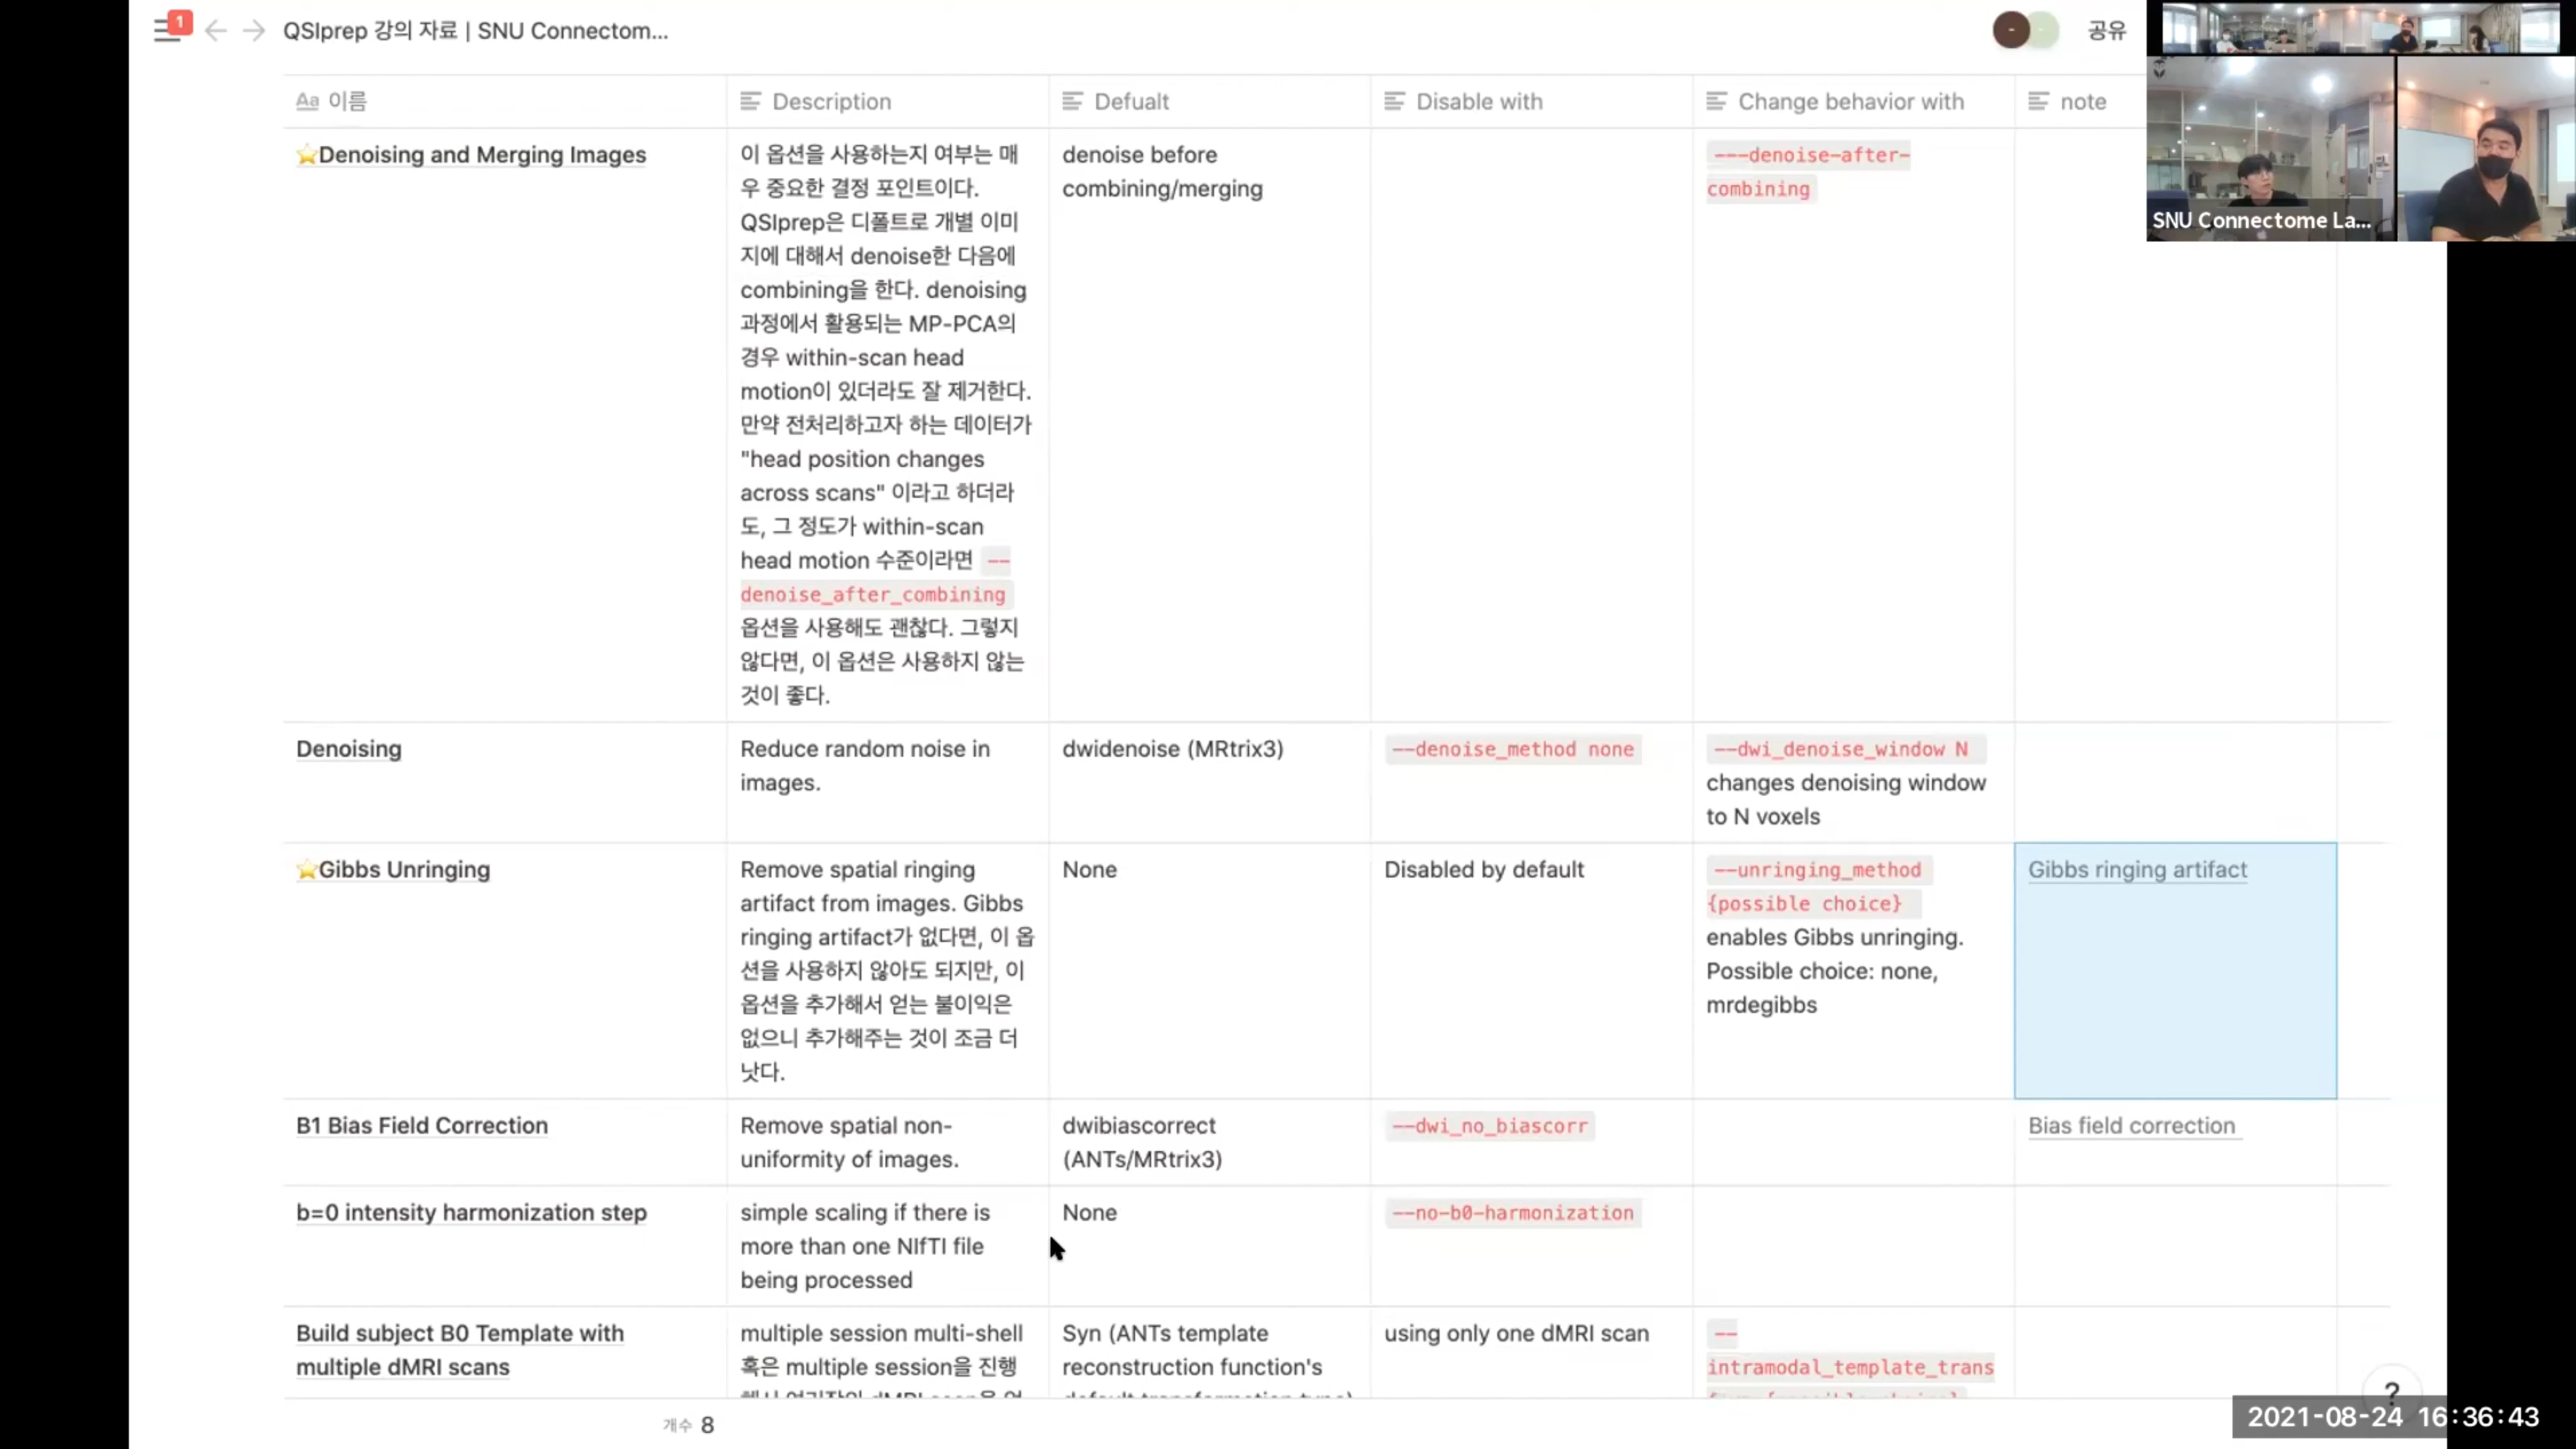 1
QSIprep 강의 자료 | SNU Connectom...
공유
SNU Connectome La...
Aa 이름
Description
Defualt
Disable with
Change behavior with
note
⭐Denoising and Merging Images
이 옵션을 사용하는지 여부는 매
우 중요한 결정 포인트이다.
QSIprep은 디폴트로 개별 이미
지에 대해서 denoise한 다음에
combining을 한다. denoising
과정에서 활용되는 MP-PCA의
경우 within-scan head
motion이 있더라도 잘 제거한다.
만약 전처리하고자 하는 데이터가
"head position changes
across scans" 이라고 하더라
도, 그 정도가 within-scan
head motion 수준이라면 --
denoise_after_combining
옵션을 사용해도 괜찮다. 그렇지
않다면, 이 옵션은 사용하지 않는
것이 좋다.
denoise before
combining/merging
---denoise-after-
combining
Denoising
Reduce random noise in
images.
dwidenoise (MRtrix3)
--denoise_method none
--dwi_denoise_window N
changes denoising window
to N voxels
⭐Gibbs Unringing
Remove spatial ringing
artifact from images. Gibbs
ringing artifact가 없다면, 이 옵
션을 사용하지 않아도 되지만, 이
옵션을 추가해서 얻는 불이익은
없으니 추가해주는 것이 조금 더
낫다.
None
Disabled by default
--unringing_method
{possible choice}
enables Gibbs unringing.
Possible choice: none,
mrdegibbs
Gibbs ringing artifact
B1 Bias Field Correction
Remove spatial non-
uniformity of images.
dwibiascorrect
(ANTs/MRtrix3)
--dwi_no_biascorr
Bias field correction
b=0 intensity harmonization step
simple scaling if there is
more than one NIfTI file
being processed
None
--no-b0-harmonization
Build subject B0 Template with
multiple dMRI scans
multiple session multi-shell
혹은 multiple session을 진행
Syn (ANTs template
reconstruction function's
using only one dMRI scan
--
intramodal_template_trans
개수 8
?
2021-08-24 16:36:43